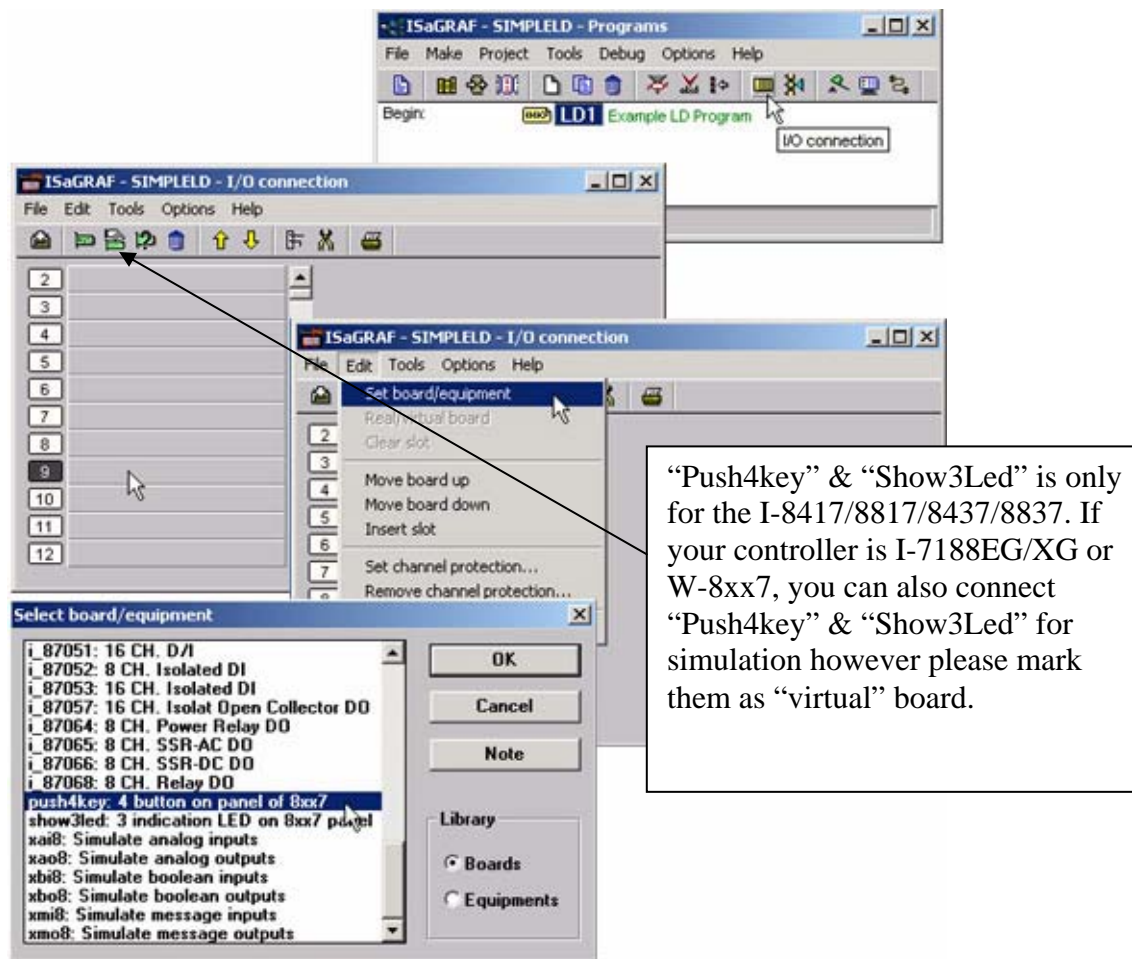 ISaGRAF - SIMPLELD - Programs
File Make Project Tools Debug Options Help
Begin: LD1 Example LD Program
I/O connection
ISaGRAF - SIMPLELD - I/O connection
File Edit Tools Options Help
2
3
4
5
6
7
8
9
10
11
12
ISaGRAF - SIMPLELD - I/O connection
File Edit Tools Options Help
Set board/equipment
Real/virtual board
Clear slot
Move board up
Move board down
Insert slot
Set channel protection...
Remove channel protection...
2
3
4
5
6
7
“Push4key” & “Show3Led” is only
for the I-8417/8817/8437/8837. If
your controller is I-7188EG/XG or
W-8xx7, you can also connect
“Push4key” & “Show3Led” for
simulation however please mark
them as “virtual” board.
Select board/equipment
i_87051: 16 CH. D/I
i_87052: 8 CH. Isolated DI
i_87053: 16 CH. Isolated DI
i_87057: 16 CH. Isolat Open Collector DO
i_87064: 8 CH. Power Relay DO
i_87065: 8 CH. SSR-AC DO
i_87066: 8 CH. SSR-DC DO
i_87068: 8 CH. Relay DO
push4key: 4 button on panel of 8xx7
show3led: 3 indication LED on 8xx7 panel
xai8: Simulate analog inputs
xao8: Simulate analog outputs
xbi8: Simulate boolean inputs
xbo8: Simulate boolean outputs
xmi8: Simulate message inputs
xmo8: Simulate message outputs
OK
Cancel
Note
Library
Boards
Equipments